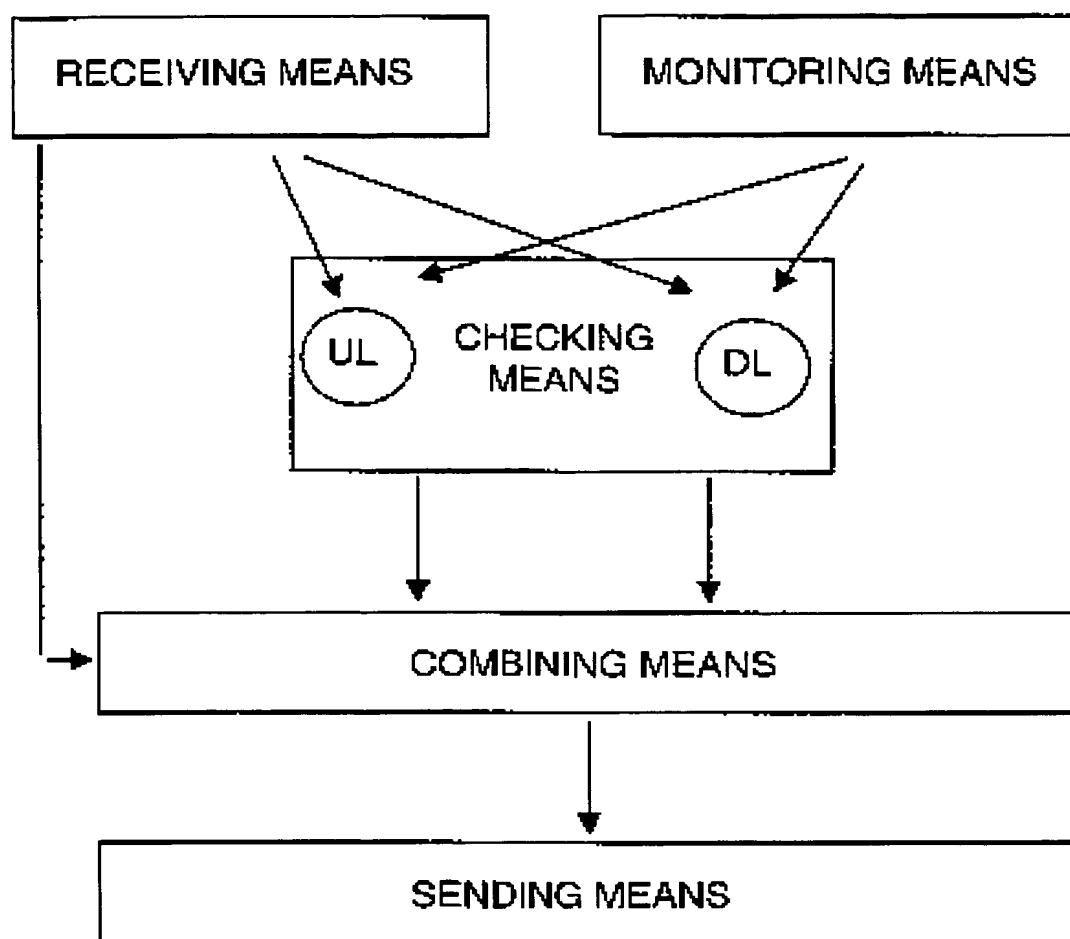 RECEIVING MEANS
MONITORING MEANS
UL
CHECKING
MEANS
DL
COMBINING MEANS
SENDING MEANS